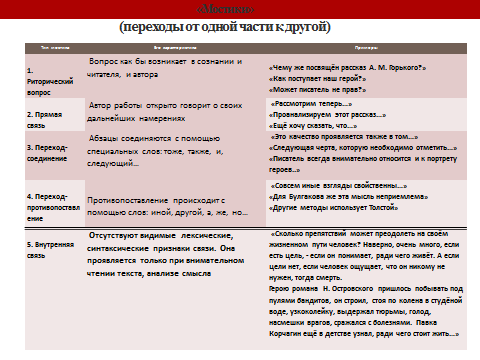 «Мостики»
(переходы от одной части к другой)
Тип мостика Его характеристика Примеры
1. Риторический вопрос
Вопрос как бы возникает в сознании и
читателя, и автора
«Чему же посвящён рассказ А. М. Горького?»
«Как поступает наш герой?»
«Может писатель не прав?»
2. Прямая связь
Автор работы открыто говорит о своих
дальнейших намерениях
«Рассмотрим теперь...»
«Проанализируем этот рассказ...»
«Ещё хочу сказать, что...»
3. Переход-соединение
Абзацы соединяются с помощью
специальных слов: тоже, также, и,
следующий...
«Это качество проявляется также в том...»
«Следующая черта, которую необходимо отметить...»
«Писатель всегда внимательно относится и к портрету
героев..»
4. Переход-противопоставление
Противопоставление происходит с
помощью слов: иной, другой, а, же, но...
«Совсем иные взгляды свойственны...»
«Для Булгакова же эта мысль неприемлема»
«Другие методы использует Толстой»
5. Внутренняя связь
Отсутствуют видимые лексические,
синтаксические признаки связи. Она
проявляется только при внимательном
чтении текста, анализе смысла
«Сколько препятствий может преодолеть на своём
жизненном пути человек? Наверно, очень много, если
есть цель, - если он понимает, ради чего живёт. А если
цели нет, если человек ощущает, что он никому не
нужен, тогда смерть.
Герою романа Н. Островского пришлось побывать под
пулями бандитов, он строил, стоя по колена в студёной
воде, узкоколейку, выдержал тюрьмы, голод,
насмешки врагов, сражался с болезнями. Павка
Корчагин ещё в детстве узнал, ради чего стоит жить...»